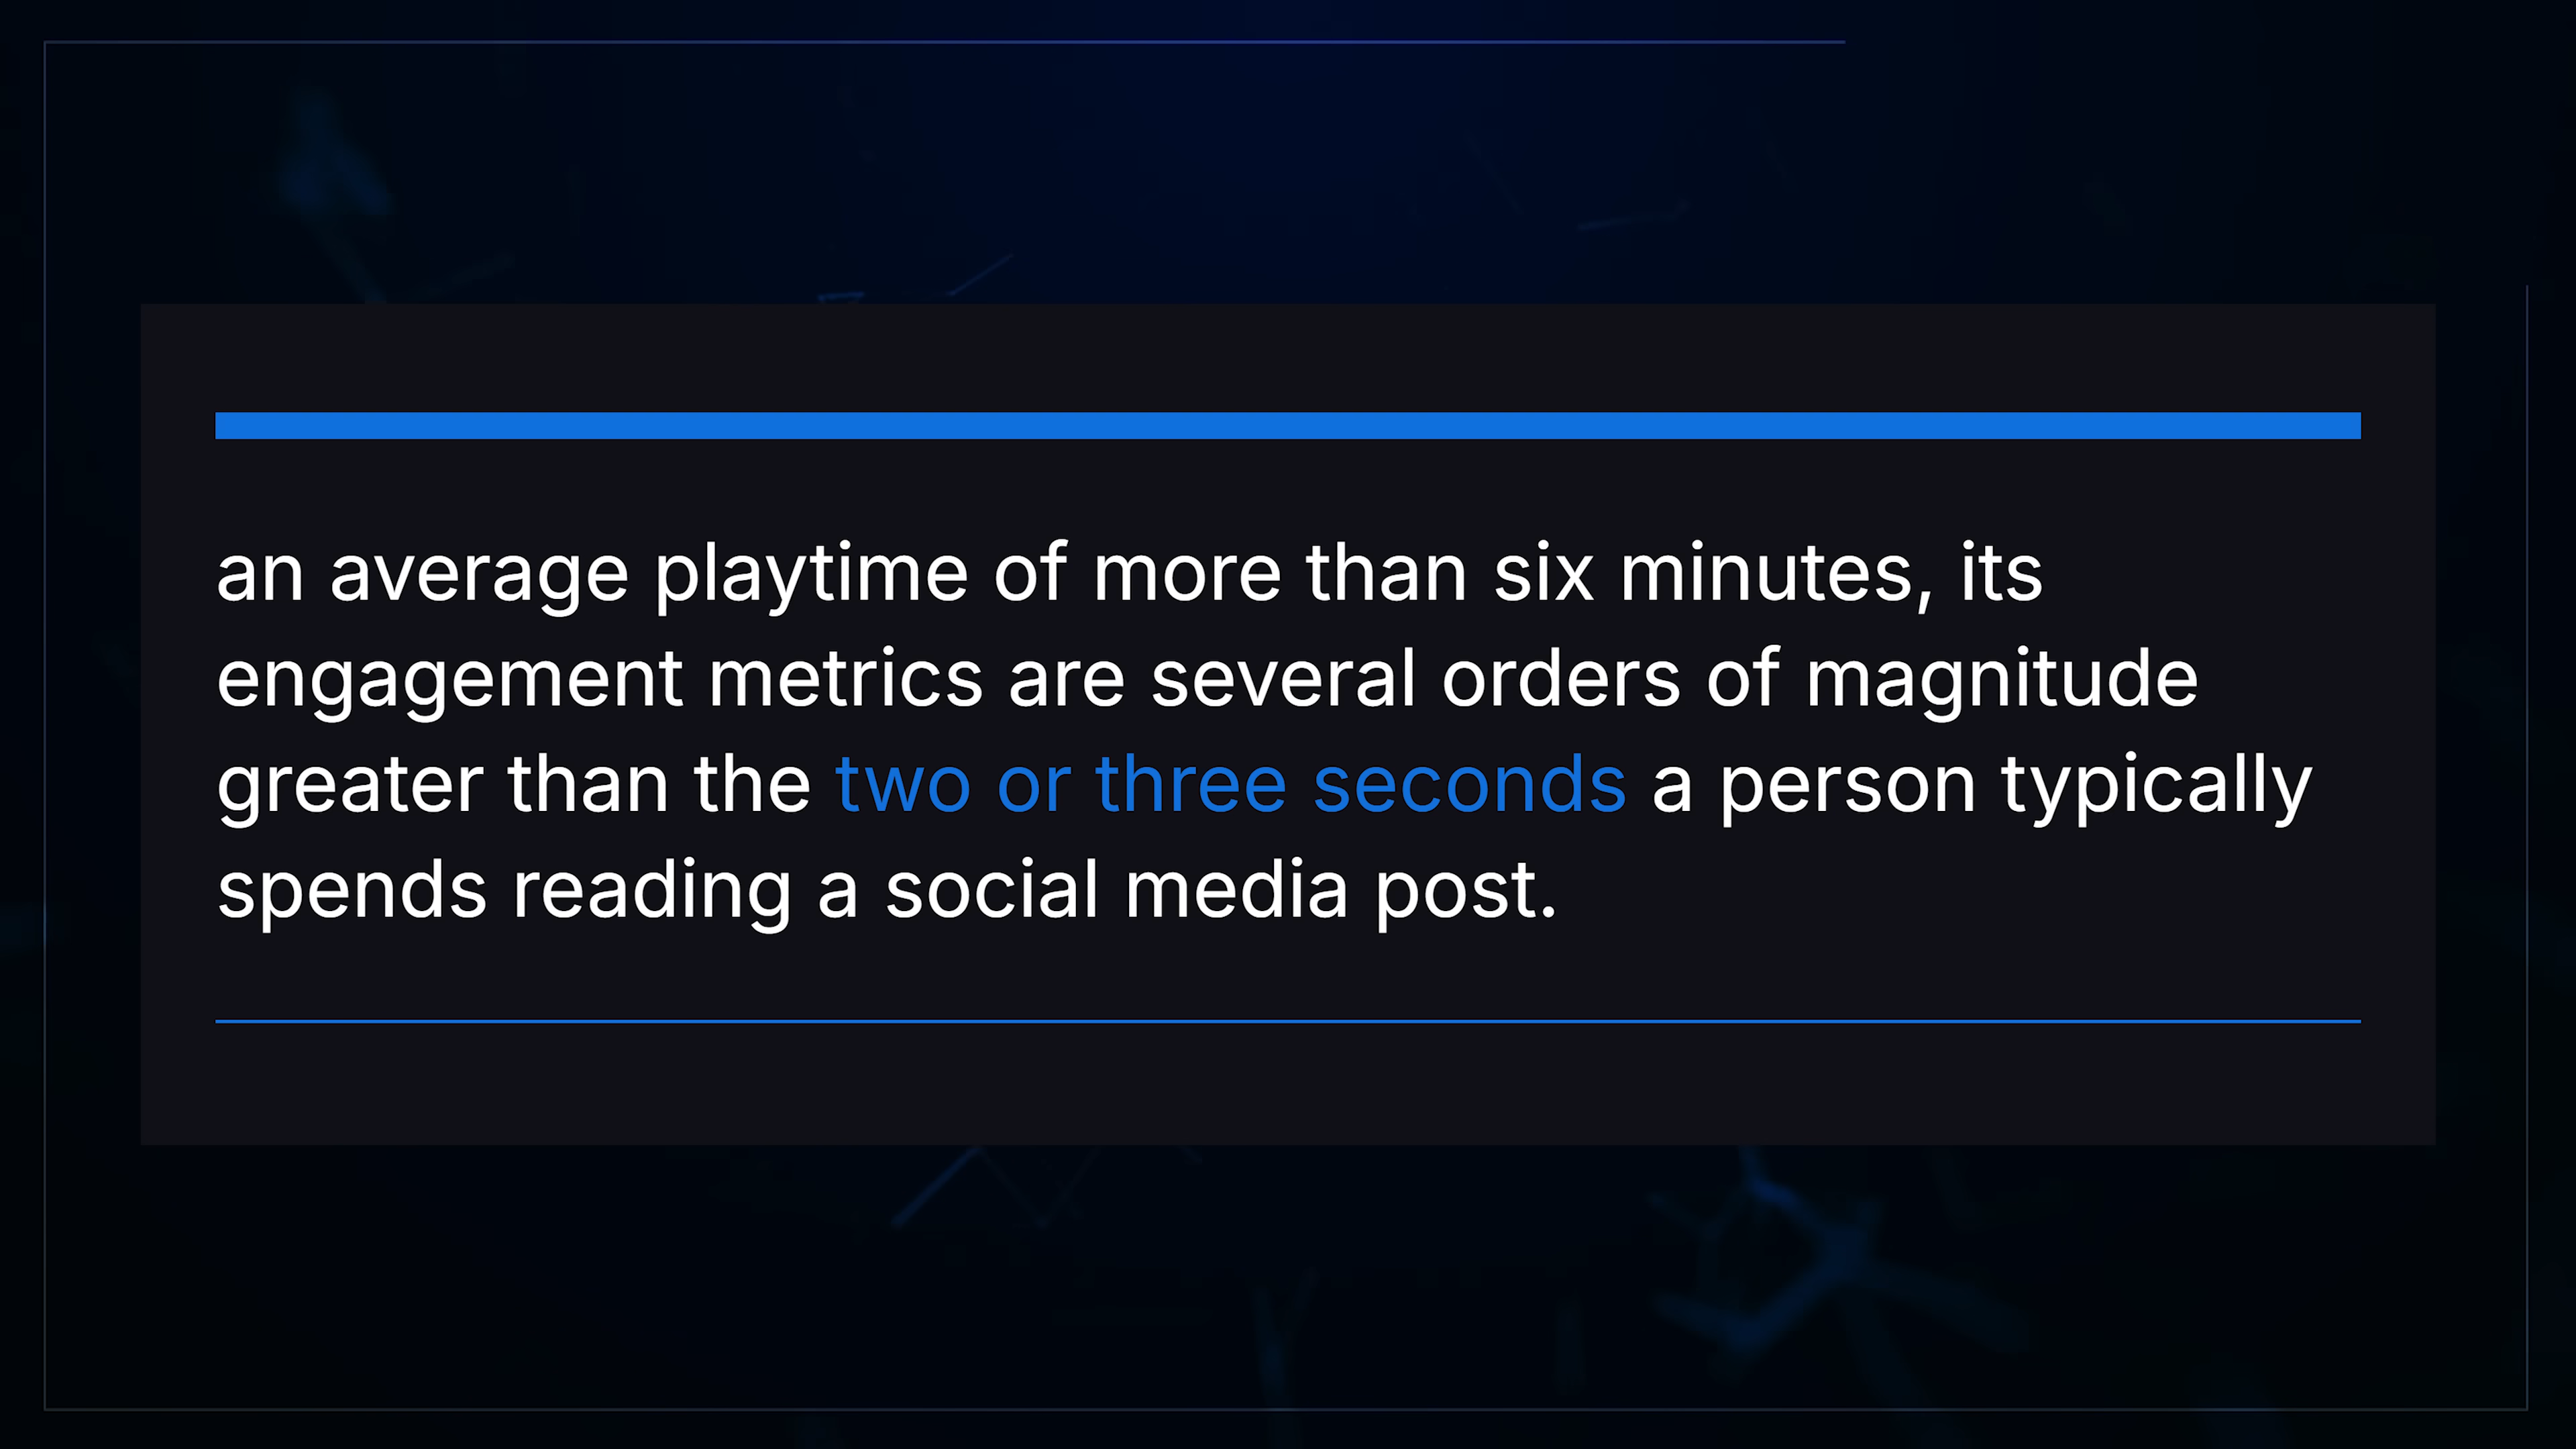 an average playtime of more than six minutes, its
engagement metrics are several orders of magnitude
greater than the two or three seconds a person typically
spends reading a social media post.